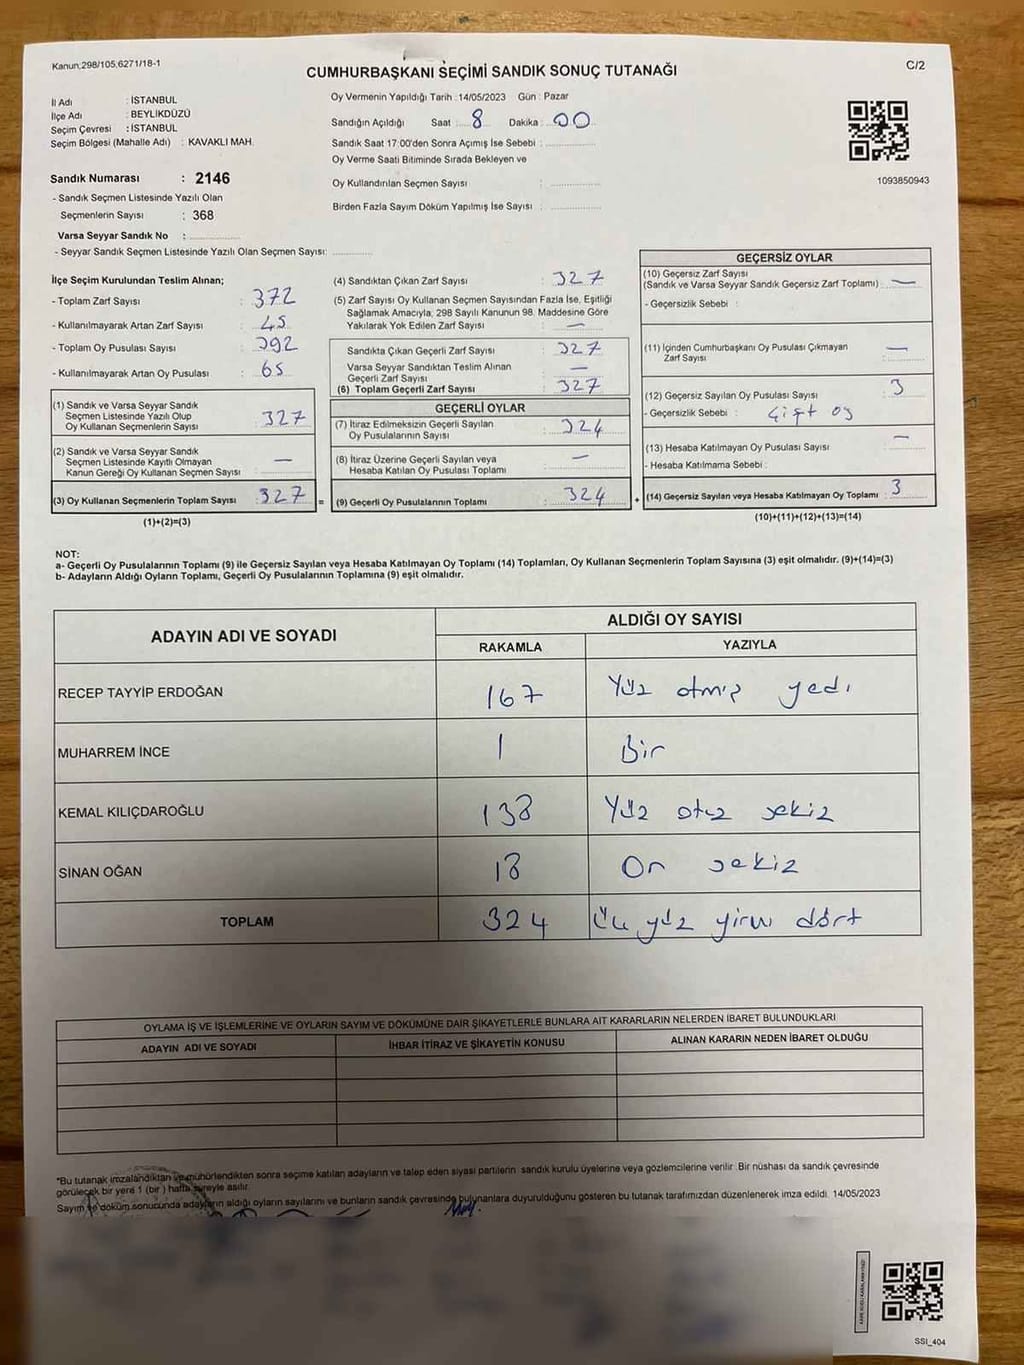 Kanun,298/105,6271/18-1
CUMHURBAŞKANI SEÇİMİ SANDIK SONUÇ TUTANAĞI
C/2
İl Adı : İSTANBUL
İlçe Adı : BEYLİKDÜZÜ
Seçim Çevresi : İSTANBUL
Seçim Bölgesi (Mahalle Adı) : KAVAKLI MAH.
Oy Vermenin Yapıldığı Tarih : 14/05/2023 Gün : Pazar
Sandığın Açıldığı Saat 8 Dakika : 00
Sandık Saat 17:00'den Sonra Açımış İse Sebebi :
Oy Verme Saati Bitiminde Sırada Bekleyen ve
Oy Kullandırılan Seçmen Sayısı :
Birden Fazla Sayım Döküm Yapılmış İse Sayısı :
1093850943
Sandık Numarası : 2146
- Sandık Seçmen Listesinde Yazılı Olan
Seçmenlerin Sayısı : 368
Varsa Seyyar Sandık No :
- Seyyar Sandık Seçmen Listesinde Yazılı Olan Seçmen Sayısı:
İlçe Seçim Kurulundan Teslim Alınan;
- Toplam Zarf Sayısı : 372
- Kullanılmayarak Artan Zarf Sayısı : 45
- Toplam Oy Pusulası Sayısı : 392
- Kullanılmayarak Artan Oy Pusulası : 65
(1) Sandık ve Varsa Seyyar Sandık
Seçmen Listesinde Yazılı Olup
Oy Kullanan Seçmenlerin Sayısı : 327
(2) Sandık ve Varsa Seyyar Sandık
Seçmen Listesinde Kayıtlı Olmayan
Kanun Gereği Oy Kullanan Seçmen Sayısı : —
(3) Oy Kullanan Seçmenlerin Toplam Sayısı : 327 =
(1)+(2)=(3)
(4) Sandıktan Çıkan Zarf Sayısı : 327
(5) Zarf Sayısı Oy Kullanan Seçmen Sayısından Fazla İse, Eşitliği
Sağlamak Amacıyla, 298 Sayılı Kanunun 98. Maddesine Göre
Yakılarak Yok Edilen Zarf Sayısı : —
Sandıkta Çıkan Geçerli Zarf Sayısı : 327
Varsa Seyyar Sandıktan Teslim Alınan
Geçerli Zarf Sayısı : —
(6) Toplam Geçerli Zarf Sayısı : 327
GEÇERLİ OYLAR
(7) İtiraz Edilmeksizin Geçerli Sayılan
Oy Pusulalarının Sayısı : 324
(8) İtiraz Üzerine Geçerli Sayılan veya
Hesaba Katılan Oy Pusulası Toplamı : —
(9) Geçerli Oy Pusulalarının Toplamı : 324 +
GEÇERSİZ OYLAR
(10) Geçersiz Zarf Sayısı
(Sandık ve Varsa Seyyar Sandık Geçersiz Zarf Toplamı) : —
- Geçersizlik Sebebi :
(11) İçinden Cumhurbaşkanı Oy Pusulası Çıkmayan
Zarf Sayısı : —
(12) Geçersiz Sayılan Oy Pusulası Sayısı : 3
- Geçersizlik Sebebi : Çift oy
(13) Hesaba Katılmayan Oy Pusulası Sayısı : —
- Hesaba Katılmama Sebebi :
(14) Geçersiz Sayılan veya Hesaba Katılmayan Oy Toplamı : 3
(10)+(11)+(12)+(13)=(14)
NOT:
a- Geçerli Oy Pusulalarının Toplamı (9) ile Geçersiz Sayılan veya Hesaba Katılmayan Oy Toplamı (14) Toplamları, Oy Kullanan Seçmenlerin Toplam Sayısına (3) eşit olmalıdır. (9)+(14)=(3)
b- Adayların Aldığı Oyların Toplamı, Geçerli Oy Pusulalarının Toplamına (9) eşit olmalıdır.
ADAYIN ADI VE SOYADI
ALDIĞI OY SAYISI
RAKAMLA YAZIYLA
RECEP TAYYİP ERDOĞAN 167 Yüz atmış yedi
MUHARREM İNCE 1 Bir
KEMAL KILIÇDAROĞLU 138 Yüz otuz sekiz
SİNAN OĞAN 18 On sekiz
TOPLAM 324 Üç yüz yirmi dört
OYLAMA İŞ VE İŞLEMLERİNE VE OYLARIN SAYIM VE DÖKÜMÜNE DAİR ŞİKAYETLERLE BUNLARA AİT KARARLARIN NELERDEN İBARET BULUNDUKLARI
ADAYIN ADI VE SOYADI İHBAR İTİRAZ VE ŞİKAYETİN KONUSU ALINAN KARARIN NEDEN İBARET OLDUĞU
*Bu tutanak imzalandıktan ve mühürlendikten sonra seçime katılan adayların ve talep eden siyasi partilerin sandık kurulu üyelerine veya gözlemcilerine verilir. Bir nüshası da sandık çevresinde
görülecek bir yere 1 (bir) hafta süreyle asılır.
Sayım ve döküm sonucunda adayların aldığı oyların sayılarını ve bunların sandık çevresinde bulunanlara duyurulduğunu gösteren bu tutanak tarafımızdan düzenlenerek imza edildi. 14/05/2023
SSI_404